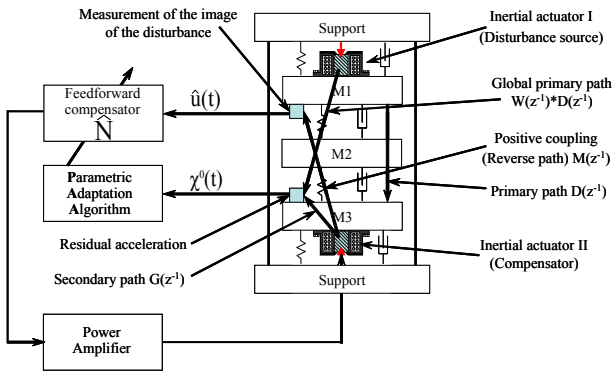 Measurement of the image
of the disturbance
Support
Inertial actuator I
(Disturbance source)
M1
Global primary path
W(z⁻¹)*D(z⁻¹)
Feedforward
compensator
N̂
û(t)
M2
Positive coupling
(Reverse path) M(z⁻¹)
Parametric
Adaptation
Algorithm
χ⁰(t)
Primary path D(z⁻¹)
M3
Residual acceleration
Inertial actuator II
(Compensator)
Secondary path G(z⁻¹)
Support
Power
Amplifier